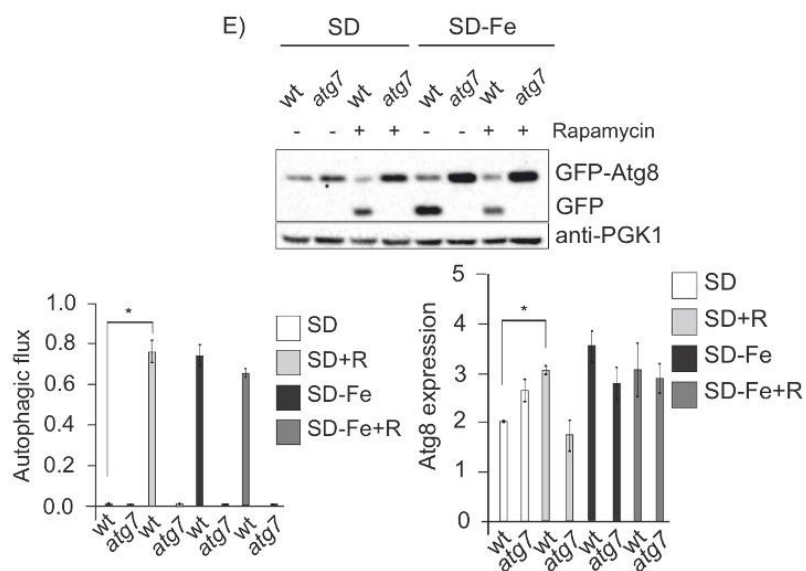 E)
SD SD-Fe
wt atg7 wt atg7 wt atg7 wt atg7
- - + + - - + + Rapamycin
GFP-Atg8
GFP
anti-PGK1
Autophagic flux
1.0
0.8
0.6
0.4
0.2
0.0
*
wt atg7 wt atg7 wt atg7 wt atg7
SD
SD+R
SD-Fe
SD-Fe+R
Atg8 expression
5
4
3
2
1
0
*
wt atg7 wt atg7 wt atg7 wt atg7
SD
SD+R
SD-Fe
SD-Fe+R